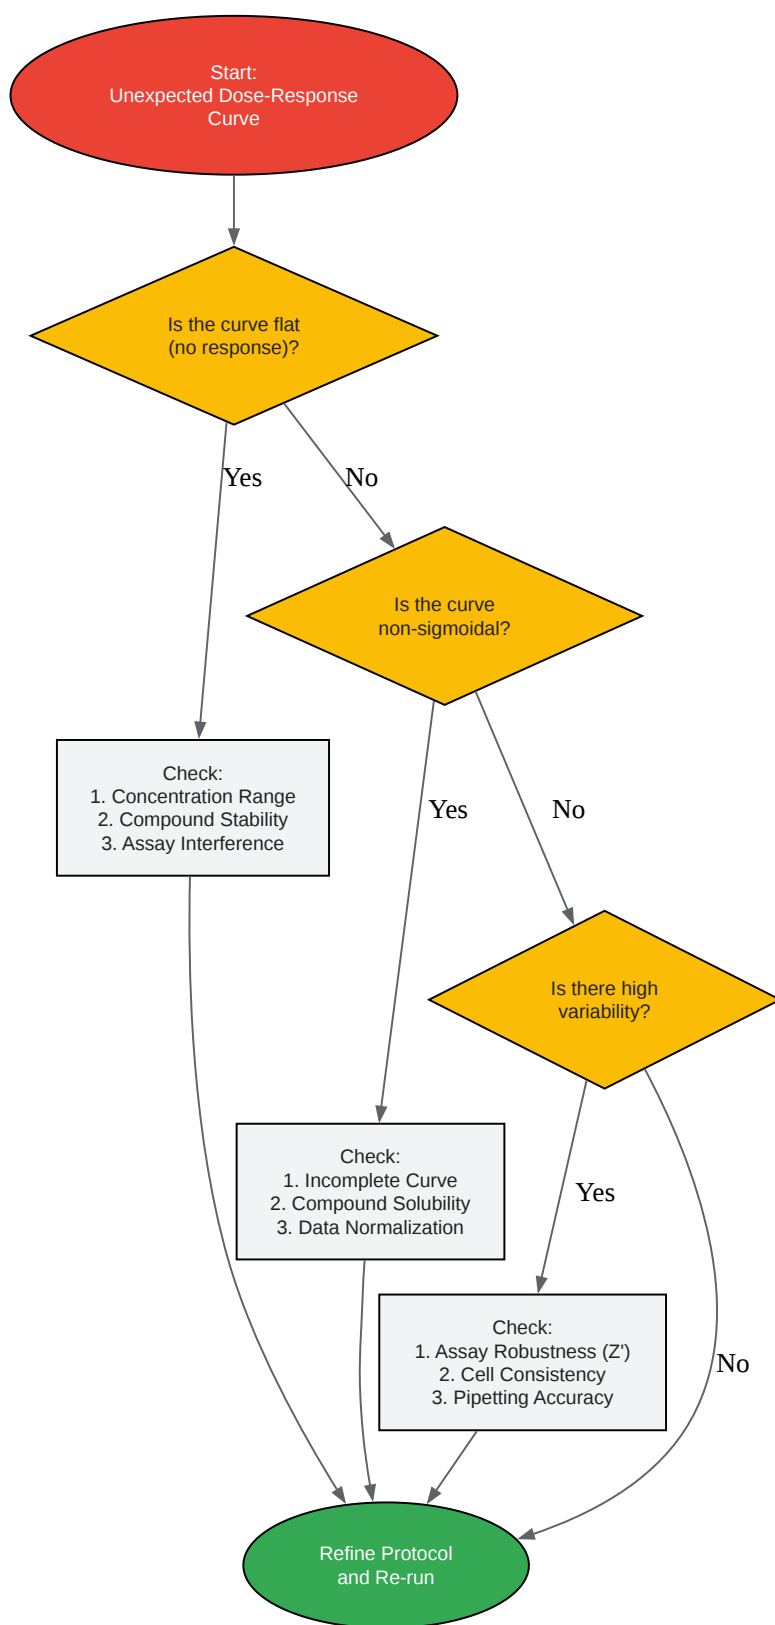 Start:
Unexpected Dose-Response
Curve
Is the curve flat
(no response)?
Yes
No
Is the curve
non-sigmoidal?
Check:
1. Concentration Range
2. Compound Stability
3. Assay Interference
Yes
No
Is there high
variability?
Check:
1. Incomplete Curve
2. Compound Solubility
3. Data Normalization
Yes
Check:
1. Assay Robustness (Z')
2. Cell Consistency
3. Pipetting Accuracy
No
Refine Protocol
and Re-run